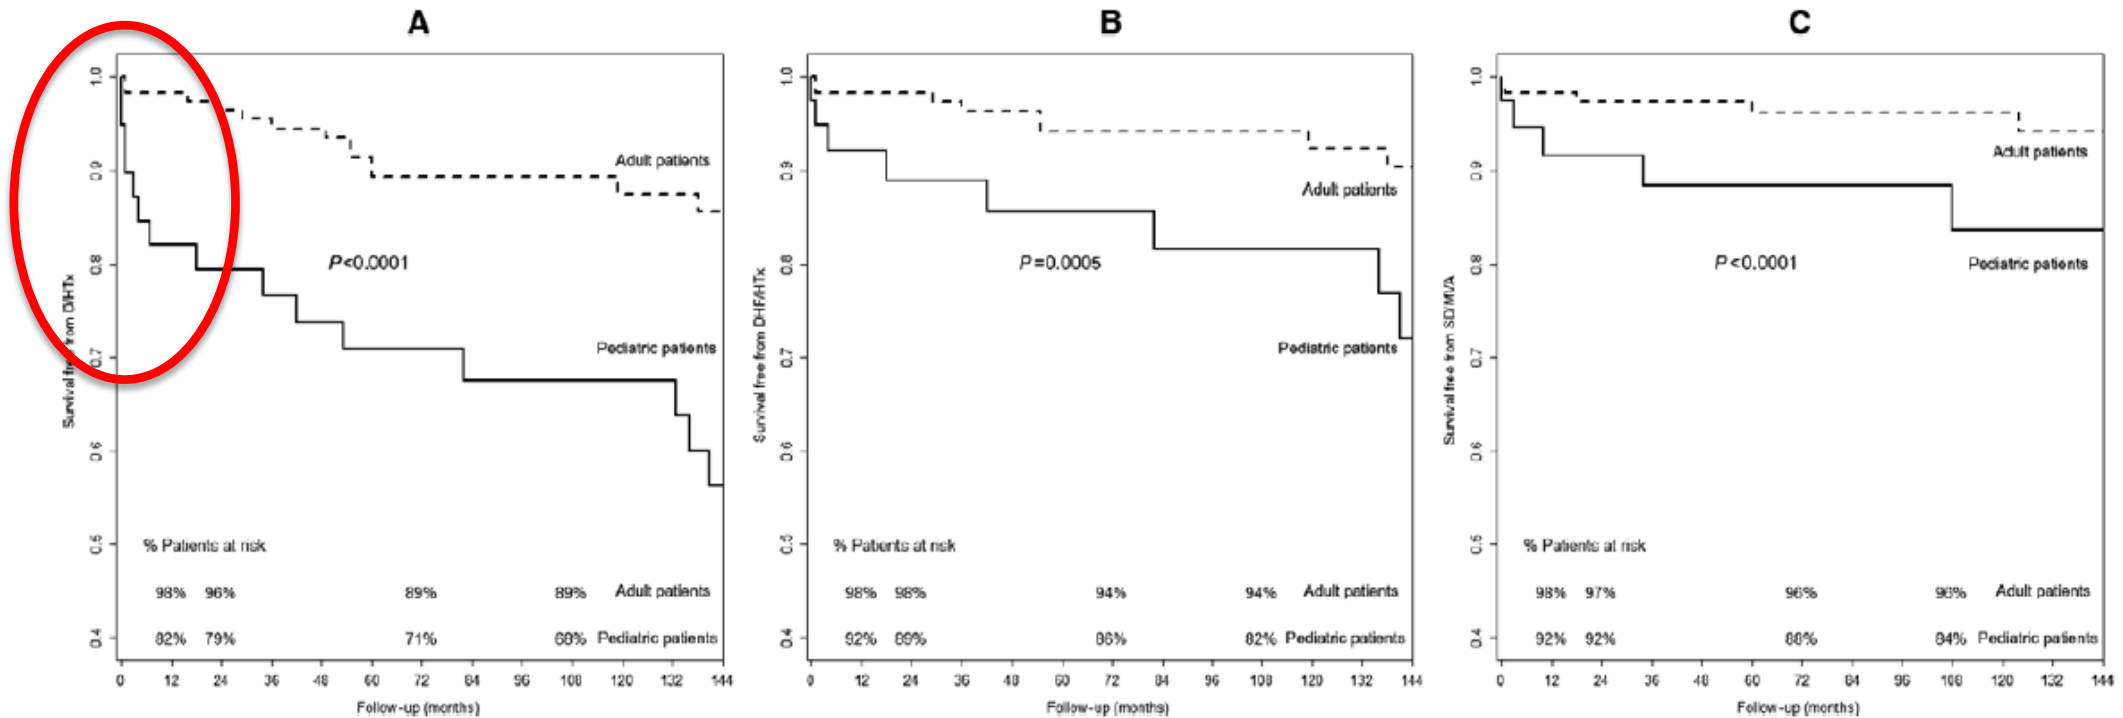 A
1.0
0.9
0.8
0.7
0.6
0.5
0.4
Survival free from D/HTx
Adult patients
P<0.0001
Pediatric patients
% Patients at risk
98% 96% 89% 89% Adult patients
82% 79% 71% 68% Pediatric patients
0 12 24 36 48 60 72 84 96 108 120 132 144
Follow-up (months)
B
1.0
0.9
0.8
0.7
0.6
0.5
0.4
Survival free from DHF/HTx
Adult patients
P=0.0005
Pediatric patients
% Patients at risk
98% 98% 94% 94% Adult patients
92% 89% 86% 82% Pediatric patients
0 12 24 36 48 60 72 84 96 108 120 132 144
Follow-up (months)
C
1.0
0.9
0.8
0.7
0.6
0.5
0.4
Survival free from SD/MVA
Adult patients
P<0.0001
Pediatric patients
% Patients at risk
98% 97% 96% 96% Adult patients
92% 92% 88% 84% Pediatric patients
0 12 24 36 48 60 72 84 96 108 120 132 144
Follow-up (months)